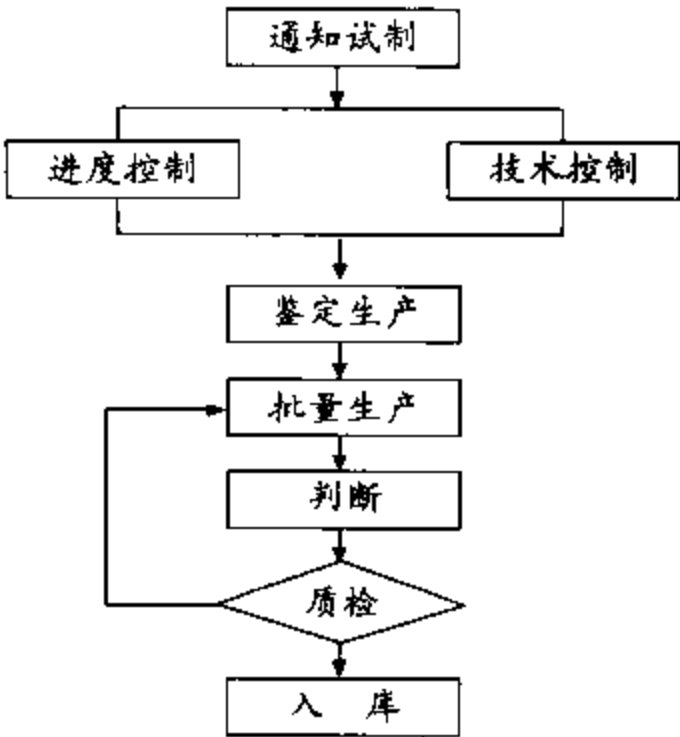 通知试制
进度控制
技术控制
鉴定生产
批量生产
判断
质检
入 库